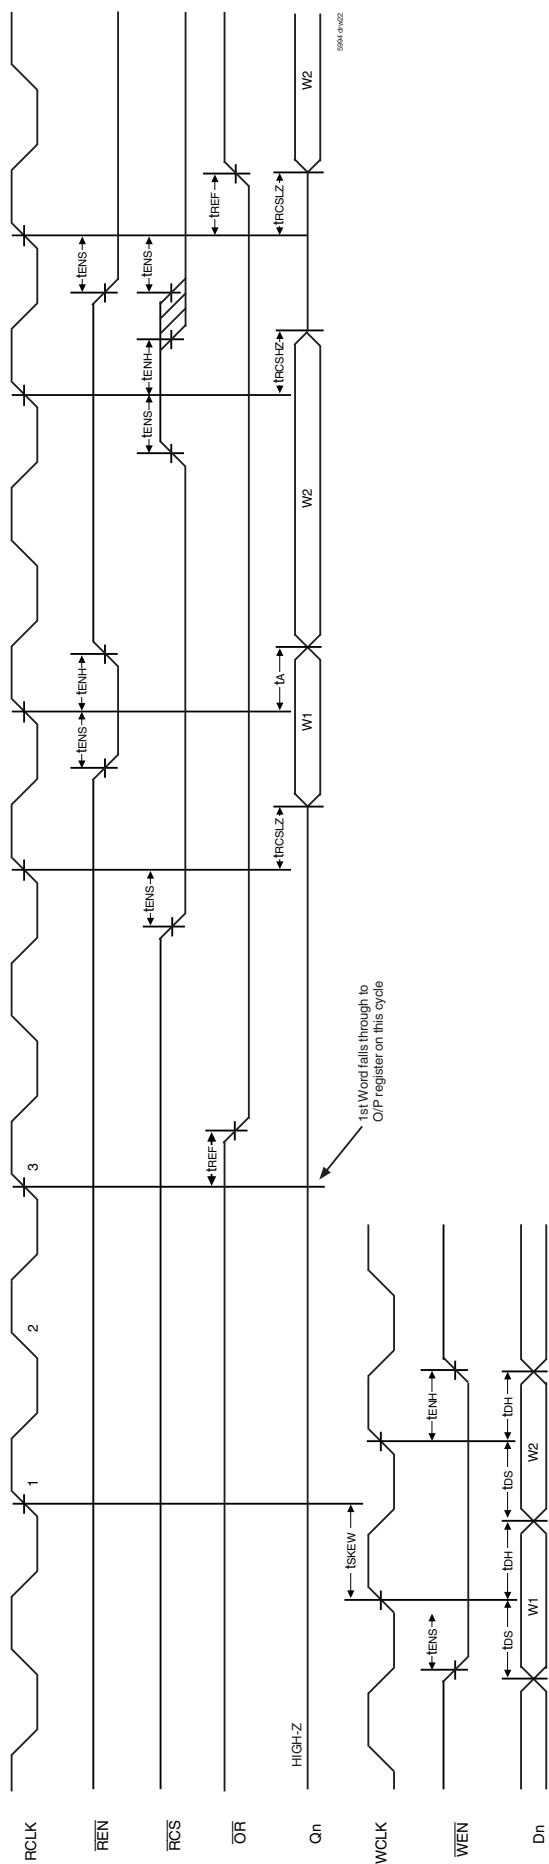 RCLK 1 2 3
REN tENS tENH tENS
RCS tENS tENS tENH tENS
OR tREF tREF
Qn HIGH-Z tRCSLZ W1 tA W2 tRCSHZ tRCSLZ W2
5994 drw22
tSKEW
1st Word falls through to
O/P register on this cycle
WCLK
WEN tENS tENH
Dn tDS W1 tDH tDS W2 tDH